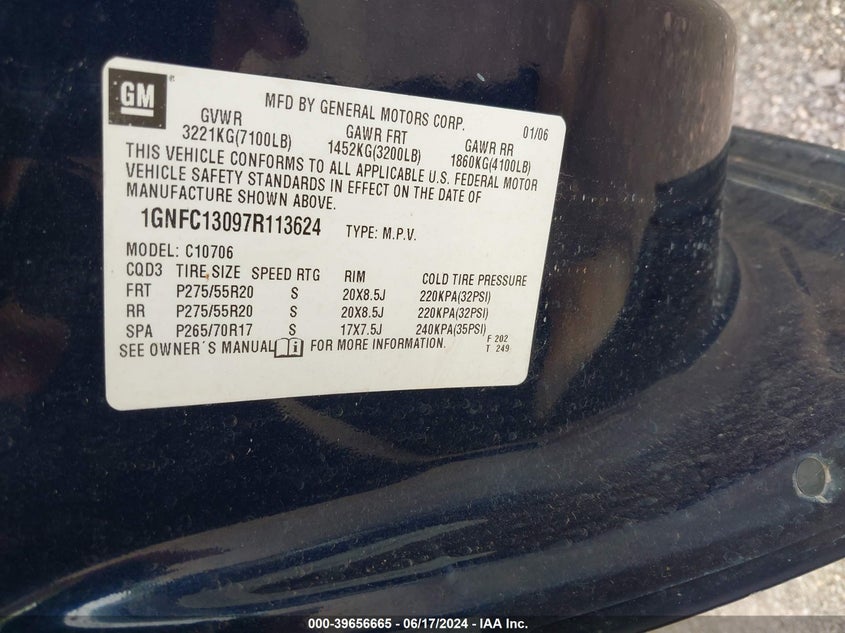 GM ®
MFD BY GENERAL MOTORS CORP. 01/06
GVWR GAWR FRT GAWR RR
3221KG(7100LB) 1452KG(3200LB) 1860KG(4100LB)
THIS VEHICLE CONFORMS TO ALL APPLICABLE U.S. FEDERAL MOTOR
VEHICLE SAFETY STANDARDS IN EFFECT ON THE DATE OF
MANUFACTURE SHOWN ABOVE.
1GNFC13097R113624 TYPE: M.P.V.
MODEL: C10706
CQD3 TIRE SIZE SPEED RTG RIM COLD TIRE PRESSURE
FRT P275/55R20 S 20X8.5J 220KPA(32PSI)
RR P275/55R20 S 20X8.5J 220KPA(32PSI)
SPA P265/70R17 S 17X7.5J 240KPA(35PSI)
SEE OWNER´S MANUAL i FOR MORE INFORMATION.
F 202
T 249
000-39656665 - 06/17/2024 - IAA Inc.